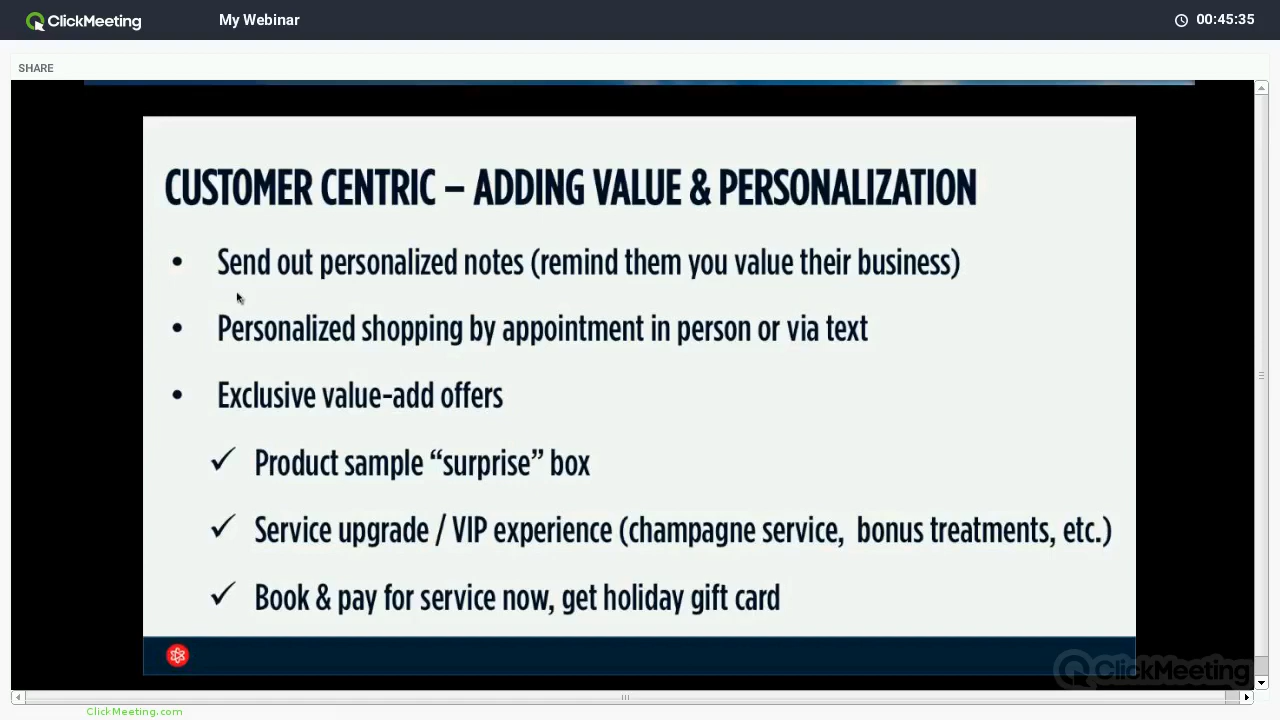 ClickMeeting
My Webinar
00:45:35
SHARE
CUSTOMER CENTRIC – ADDING VALUE & PERSONALIZATION
• Send out personalized notes (remind them you value their business)
• Personalized shopping by appointment in person or via text
• Exclusive value-add offers
✓ Product sample “surprise” box
✓ Service upgrade / VIP experience (champagne service, bonus treatments, etc.)
✓ Book & pay for service now, get holiday gift card
ClickMeeting
ClickMeeting.com